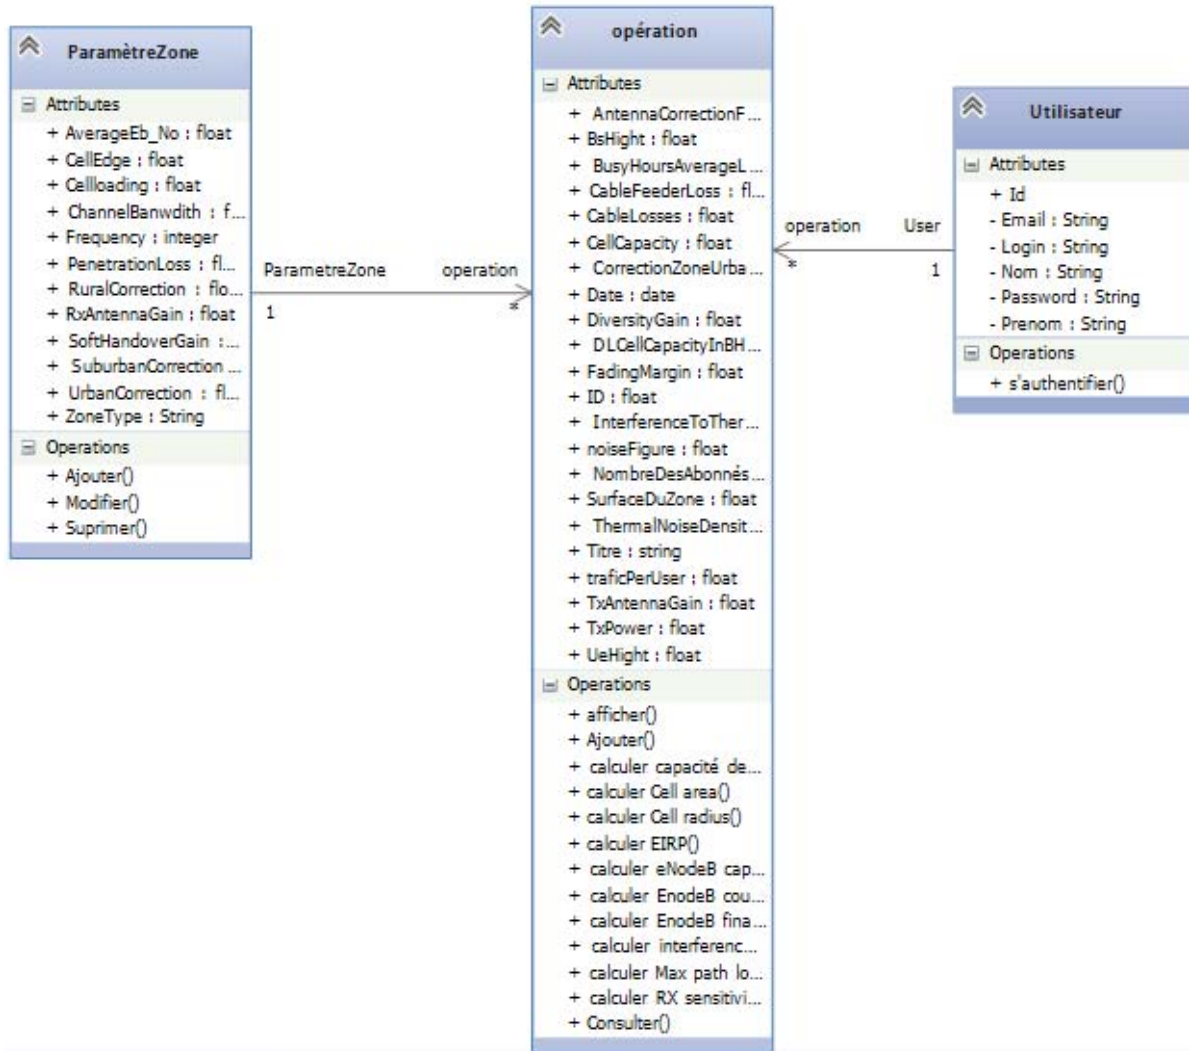 ParamètreZone
Attributes
+ AverageEb_No : float
+ CellEdge : float
+ Cellloading : float
+ ChannelBanwdith : f...
+ Frequency : integer
+ PenetrationLoss : fl...
+ RuralCorrection : flo...
+ RxAntennaGain : float
+ SoftHandoverGain :...
+ SuburbanCorrection ...
+ UrbanCorrection : fl...
+ ZoneType : String
Operations
+ Ajouter()
+ Modifier()
+ Suprimer()
ParametreZone
operation
1
*
opération
Attributes
+ AntennaCorrectionF...
+ BsHight : float
+ BusyHoursAverageL...
+ CableFeederLoss : fl...
+ CableLosses : float
+ CellCapacity : float
+ CorrectionZoneUrba...
+ Date : date
+ DiversityGain : float
+ DLCellCapacityInBH...
+ FadingMargin : float
+ ID : float
+ InterferenceToTher...
+ noiseFigure : float
+ NombreDesAbonnés...
+ SurfaceDuZone : float
+ ThermalNoiseDensit...
+ Titre : string
+ traficPerUser : float
+ TxAntennaGain : float
+ TxPower : float
+ UeHight : float
Operations
+ afficher()
+ Ajouter()
+ calculer capacité de...
+ calculer Cell area()
+ calculer Cell radius()
+ calculer EIRP()
+ calculer eNodeB cap...
+ calculer EnodeB cou...
+ calculer EnodeB fina...
+ calculer interferenc...
+ calculer Max path lo...
+ calculer RX sensitivi...
+ Consulter()
operation
User
*
1
Utilisateur
Attributes
+ Id
- Email : String
- Login : String
- Nom : String
- Password : String
- Prenom : String
Operations
+ s'authentifier()